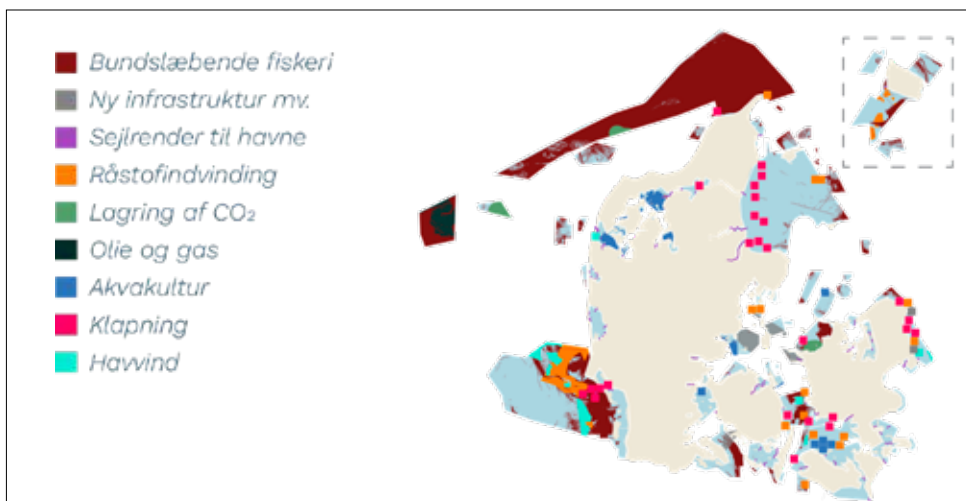 Bundslæbende fiskeri
Ny infrastruktur mv.
Sejlrender til havne
Råstofindvinding
Lagring af CO₂
Olie og gas
Akvakultur
Klapning
Havvind